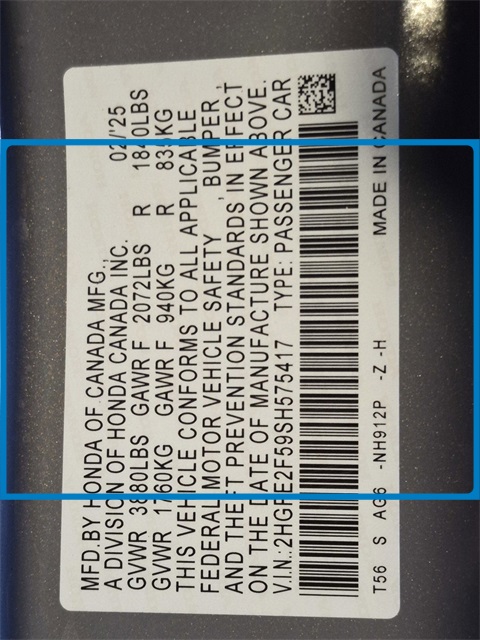 MFD.BY HONDA OF CANADA MFG.,
A DIVISION OF HONDA CANADA INC. 02/'25
GVWR 3880LBS GAWR F 2072LBS R 1840LBS
GVWR 1760KG GAWR F 940KG R 835KG
THIS VEHICLE CONFORMS TO ALL APPLICABLE
FEDERAL MOTOR VEHICLE SAFETY , BUMPER ,
AND THEFT PREVENTION STANDARDS IN EFFECT
ON THE DATE OF MANUFACTURE SHOWN ABOVE.
V.I.N.:2HGFE2F59SH575417 TYPE: PASSENGER CAR
T56 S AG6 -NH912P -Z -H MADE IN CANADA